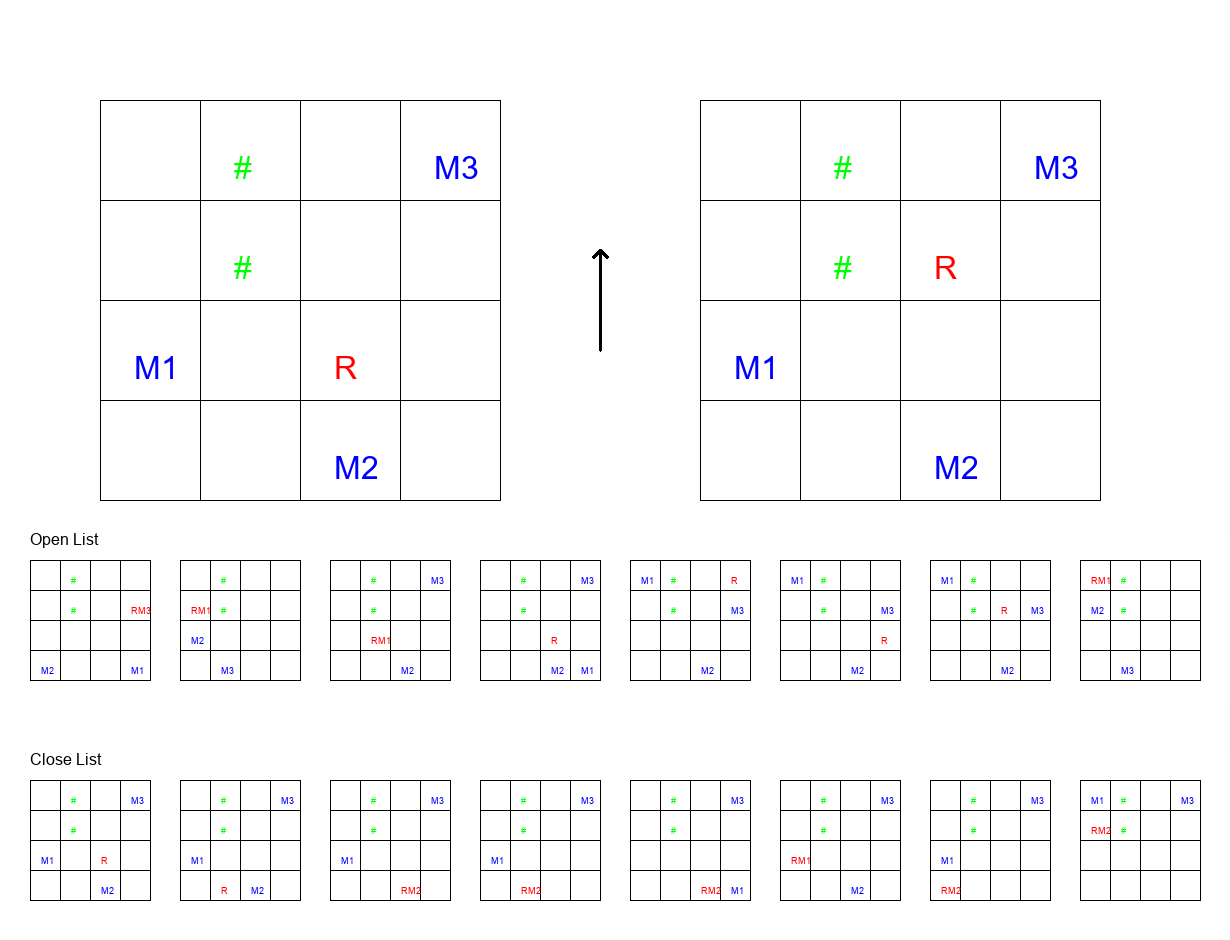 # M3 # M3
# # R
M1 R M1
M2 M2
Open List
# # # M3 # M3 M1 # R M1 # M1 # RM1 #
# RM3 RM1 # # # # M3 # M3 # R M3 M2 #
M2 RM1 R R
M2 M1 M3 M2 M2 M1 M2 M2 M2 M3
Close List
# M3 # M3 # M3 # M3 # M3 # M3 # M3 M1 # M3
# # # # # # # RM2 #
M1 R M1 M1 M1 RM1 M1
M2 R M2 RM2 RM2 RM2 M1 M2 RM2